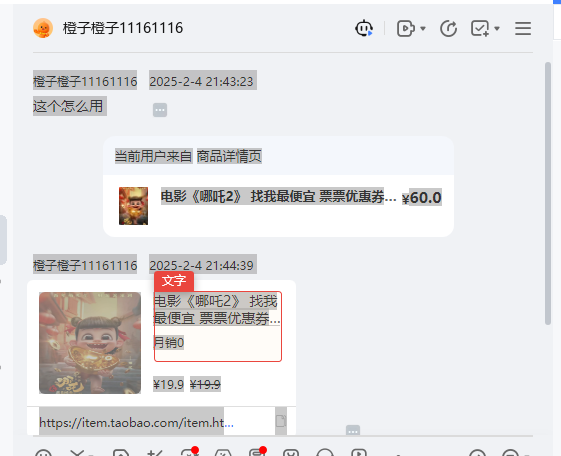 橙子橙子11161116
橙子橙子11161116 2025-2-4 21:43:23
这个怎么用
当前用户来自 商品详情页
电影《哪吒2》 找我最便宜 票票优惠券... ¥60.0
橙子橙子11161116 2025-2-4 21:44:39
文字
电影《哪吒2》 找我
最便宜 票票优惠券...
月销0
¥19.9 ¥19.9
https://item.taobao.com/item.ht...